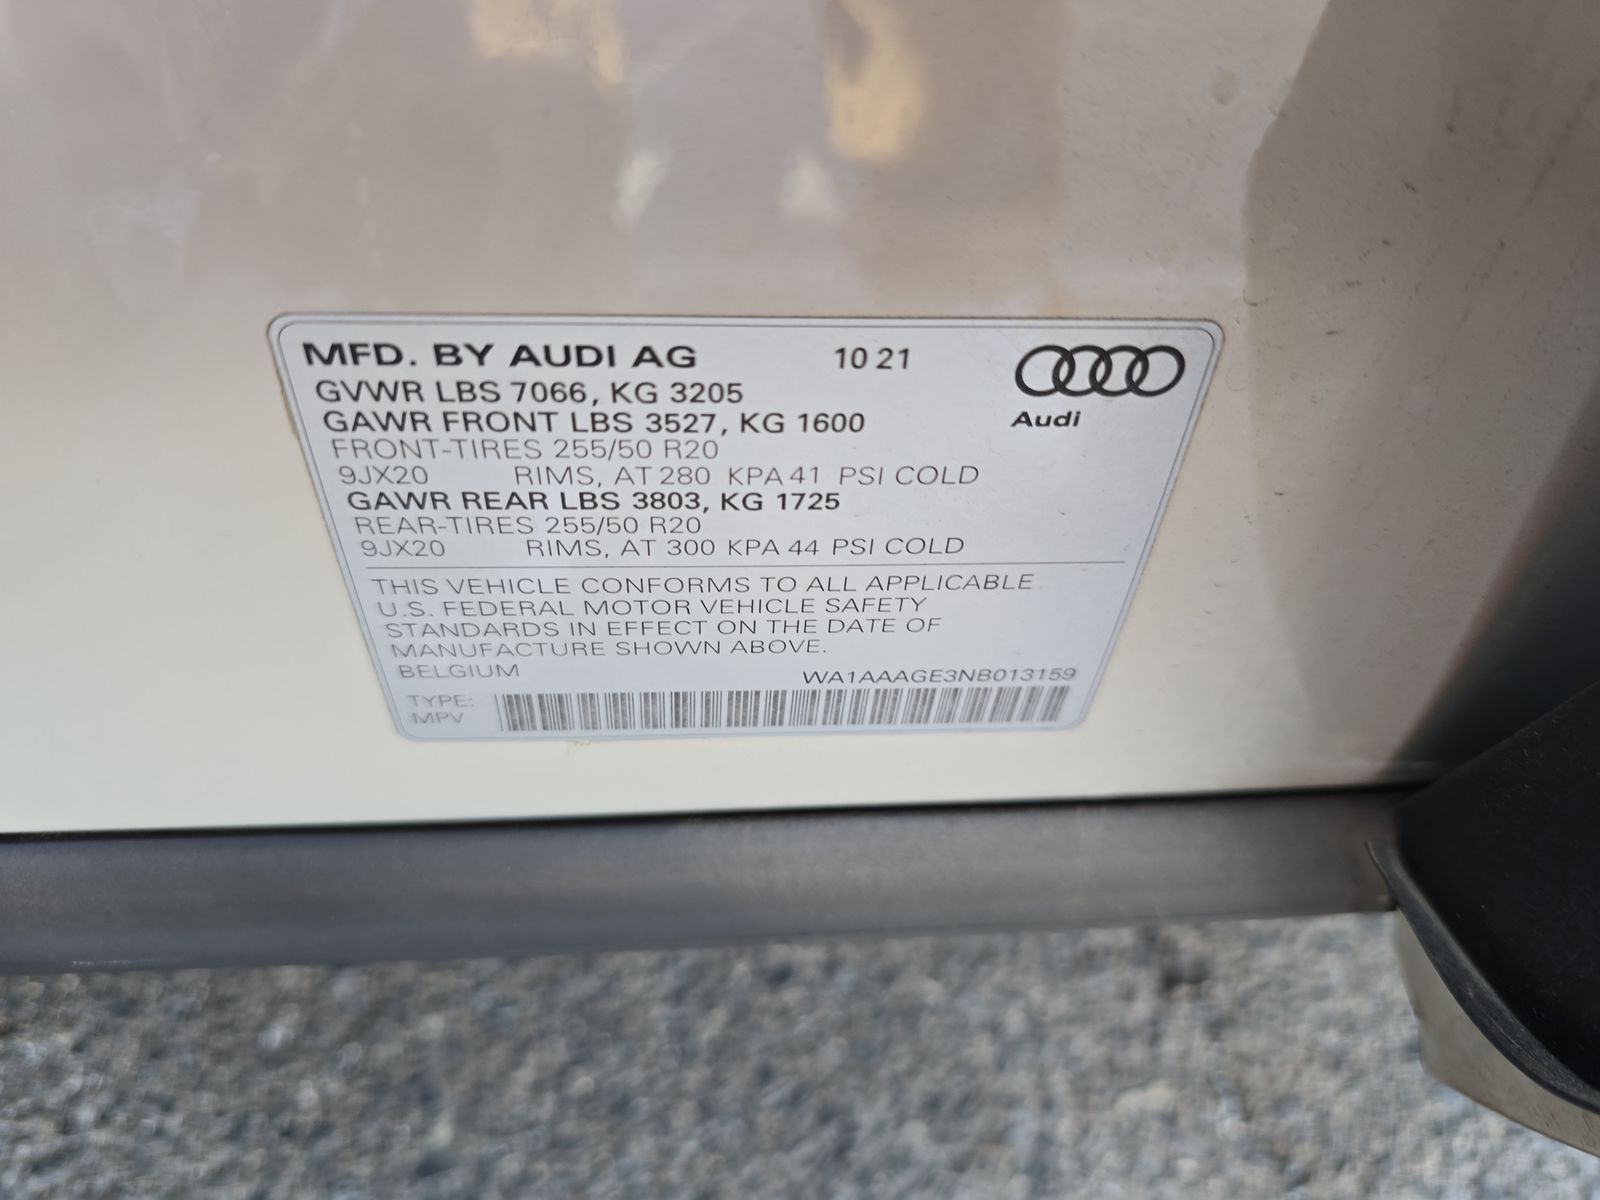 MFD. BY AUDI AG 10 21
Audi
GVWR LBS 7066, KG 3205
GAWR FRONT LBS 3527, KG 1600
FRONT-TIRES 255/50 R20
9JX20 RIMS, AT 280 KPA 41 PSI COLD
GAWR REAR LBS 3803, KG 1725
REAR-TIRES 255/50 R20
9JX20 RIMS, AT 300 KPA 44 PSI COLD
THIS VEHICLE CONFORMS TO ALL APPLICABLE
U.S. FEDERAL MOTOR VEHICLE SAFETY
STANDARDS IN EFFECT ON THE DATE OF
MANUFACTURE SHOWN ABOVE.
BELGIUM WA1AAAGE3NB013159
TYPE:
MPV